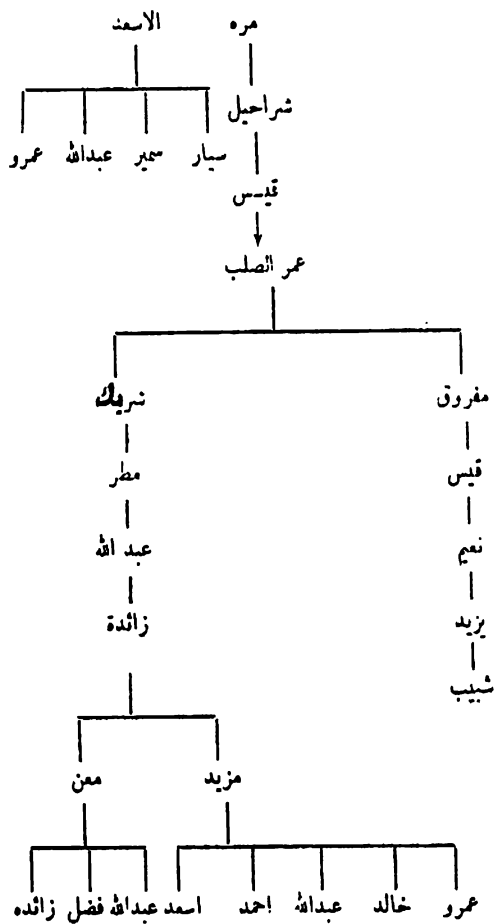 مره الاسعد
شراحيل
سيار سمير عبدالله عمرو
قيس
عمر الصلب
مفروق شريك
قيس مطر
نعيم عبد الله
يزيد زائدة
شبيب
مزيد معن
عمرو خالد عبدالله احمد اسعد عبدالله فضل زائده